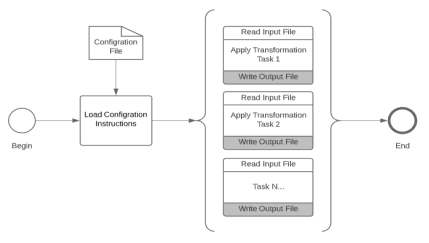 Configration
File
Begin
Load Configration
Instructions
Read Input File
Apply Transformation
Task 1
Write Output File
Read Input File
Apply Transformation
Task 2
Write Output File
Read Input File
Task N...
Write Output File
End